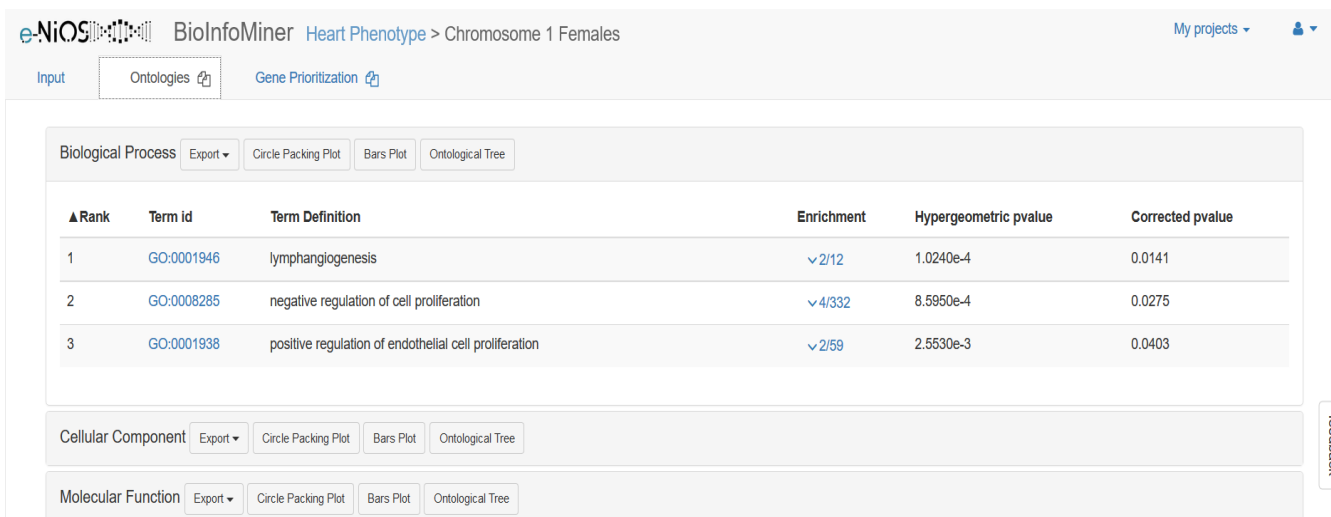 e-NiOS BioInfoMiner Heart Phenotype > Chromosome 1 Females My projects
Input Ontologies Gene Prioritization
Biological Process Export Circle Packing Plot Bars Plot Ontological Tree
▲Rank Term id Term Definition Enrichment Hypergeometric pvalue Corrected pvalue
1 GO:0001946 lymphangiogenesis 2/12 1.0240e-4 0.0141
2 GO:0008285 negative regulation of cell proliferation 4/332 8.5950e-4 0.0275
3 GO:0001938 positive regulation of endothelial cell proliferation 2/59 2.5530e-3 0.0403
Cellular Component Export Circle Packing Plot Bars Plot Ontological Tree
Molecular Function Export Circle Packing Plot Bars Plot Ontological Tree